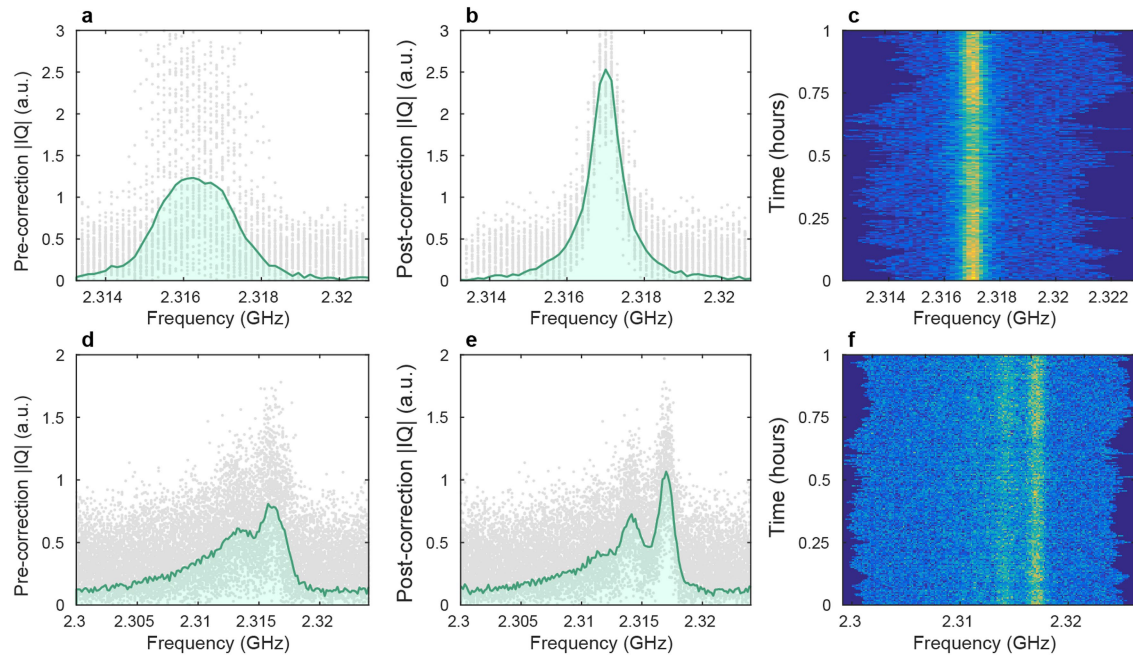 a
Pre-correction |IQ| (a.u.)
3
2.5
2
1.5
1
0.5
0
2.314 2.316 2.318 2.32
Frequency (GHz)
b
Post-correction ||IQ| (a.u.)
3
2.5
2
1.5
1
0.5
0
2.314 2.316 2.318 2.32
Frequency (GHz)
c
Time (hours)
1
0.75
0.5
0.25
0
2.314 2.316 2.318 2.32 2.322
Frequency (GHz)
d
Pre-correction |IQ| (a.u.)
2
1.5
1
0.5
0
2.3 2.305 2.31 2.315 2.32
Frequency (GHz)
e
Post-correction |IQ| (a.u.)
2
1.5
1
0.5
0
2.3 2.305 2.31 2.315 2.32
Frequency (GHz)
f
Time (hours)
1
0.75
0.5
0.25
0
2.3 2.31 2.32
Frequency (GHz)